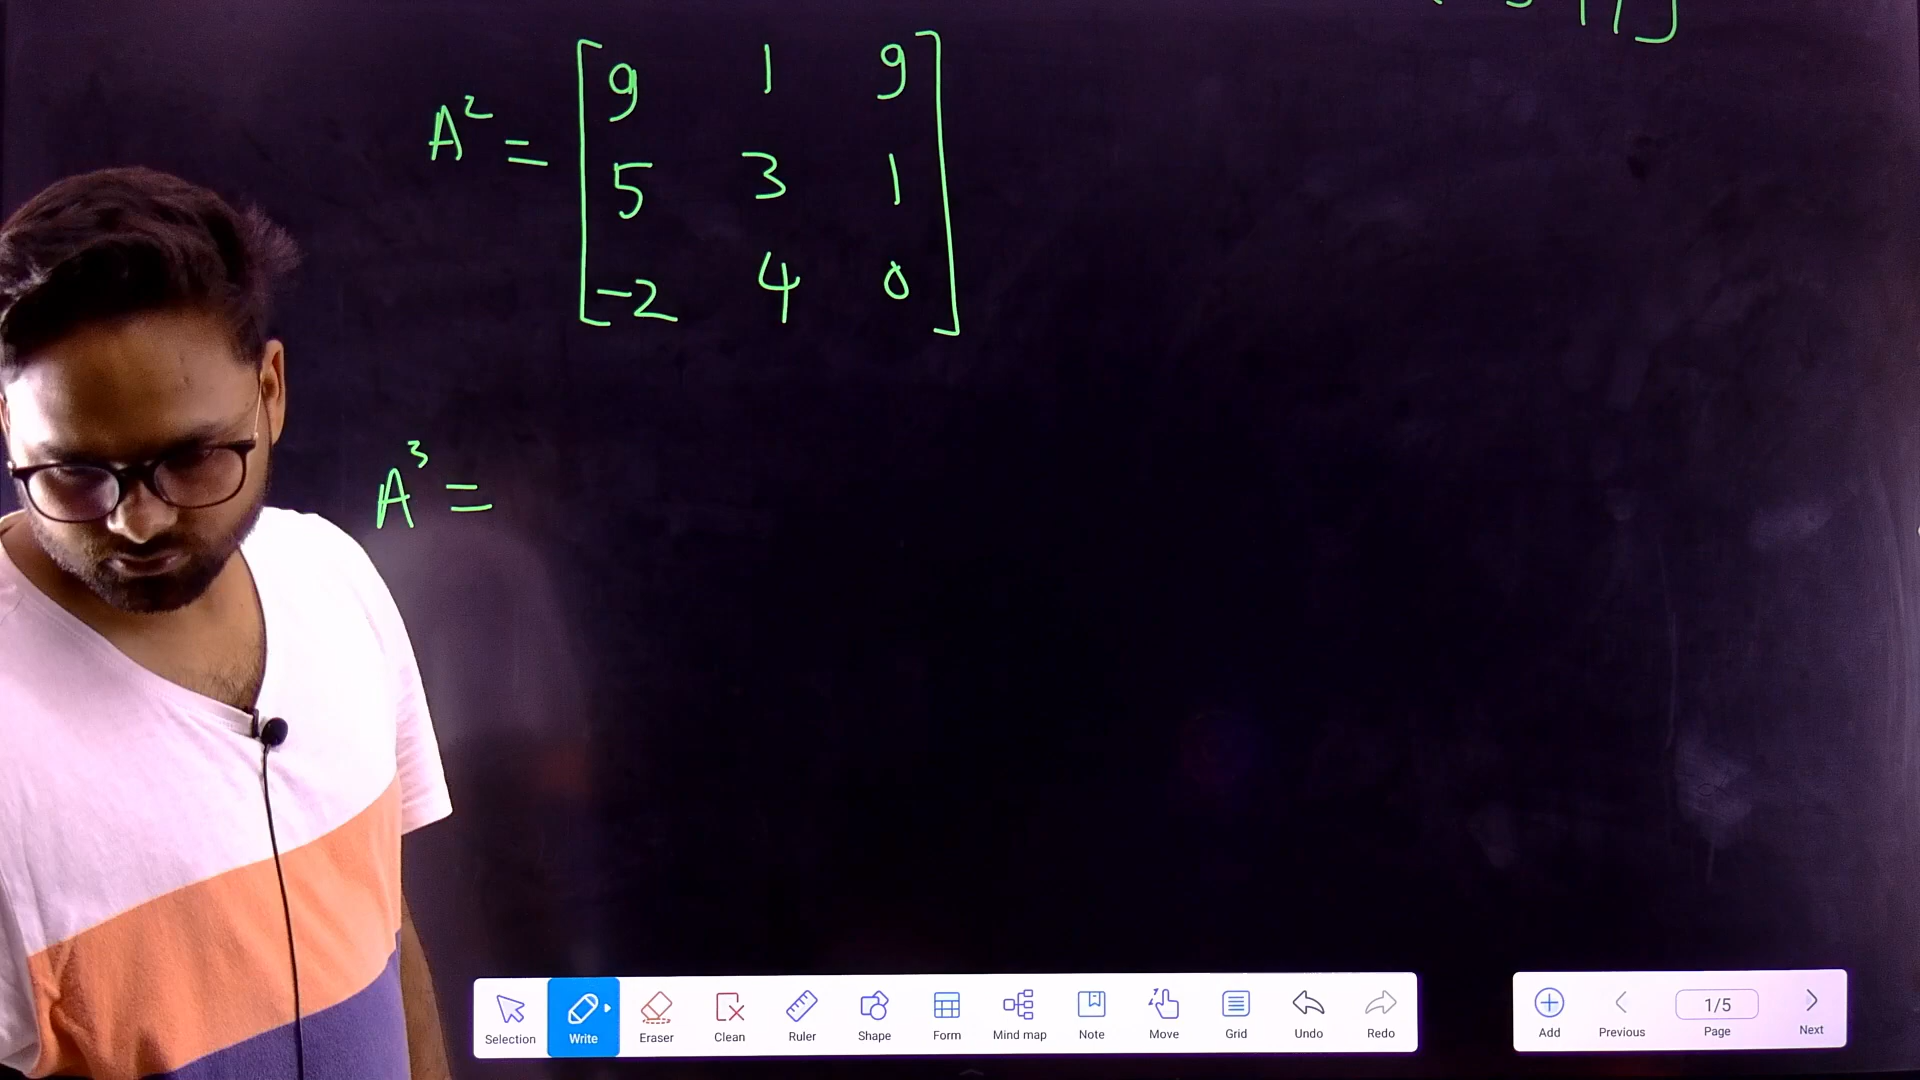 A² = [9 1 9
5 3 1
-2 4 0]
A³ =
Selection Write Eraser Clean Ruler Shape Form Mind map Note Move Grid Undo Redo
Add Previous 1/5 Page Next